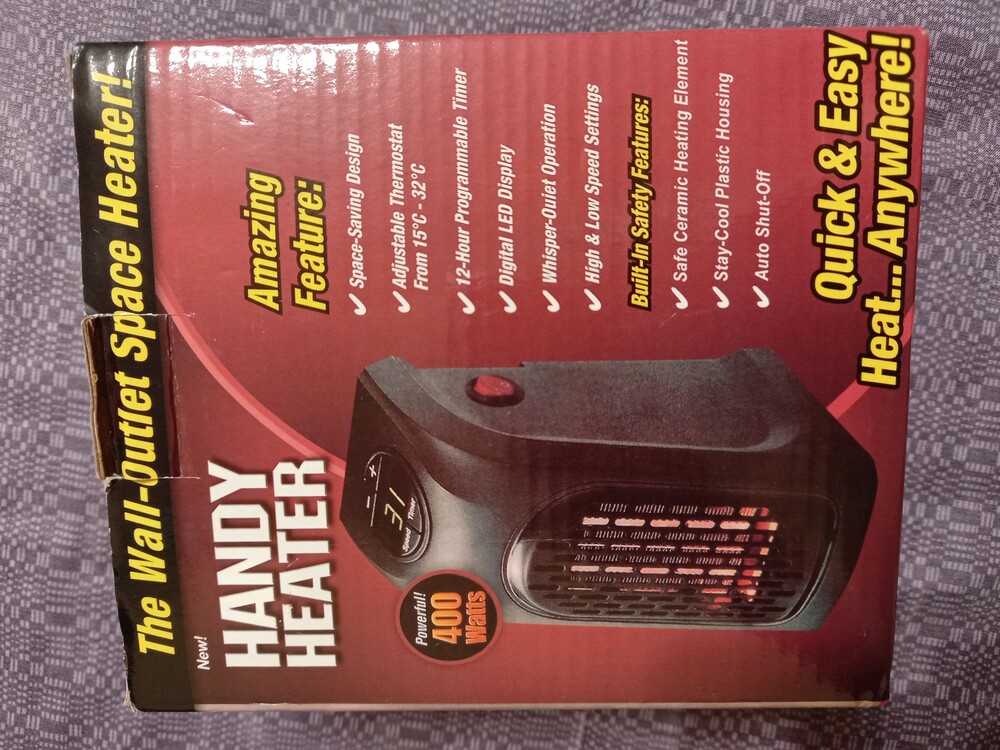 The Wall-Outlet Space Heater!
New!
HANDY
HEATER
Powerful!
400
Watts
- +
31
Speed Timer
Amazing
Feature:
✓ Space-Saving Design
✓ Adjustable Thermostat
From 15°C - 32°C
✓ 12-Hour Programmable Timer
✓ Digital LED Display
✓ Whisper-Quiet Operation
✓ High & Low Speed Settings
Built-In Safety Features:
✓ Safe Ceramic Heating Element
✓ Stay-Cool Plastic Housing
✓ Auto Shut-Off
Quick & Easy
Heat... Anywhere!